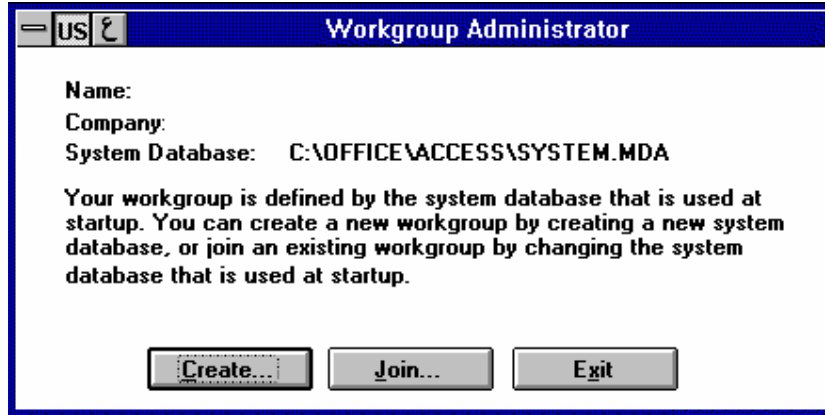 US ع Workgroup Administrator
Name:
Company:
System Database: C:\OFFICE\ACCESS\SYSTEM.MDA
Your workgroup is defined by the system database that is used at
startup. You can create a new workgroup by creating a new system
database, or join an existing workgroup by changing the system
database that is used at startup.
Create... Join... Exit